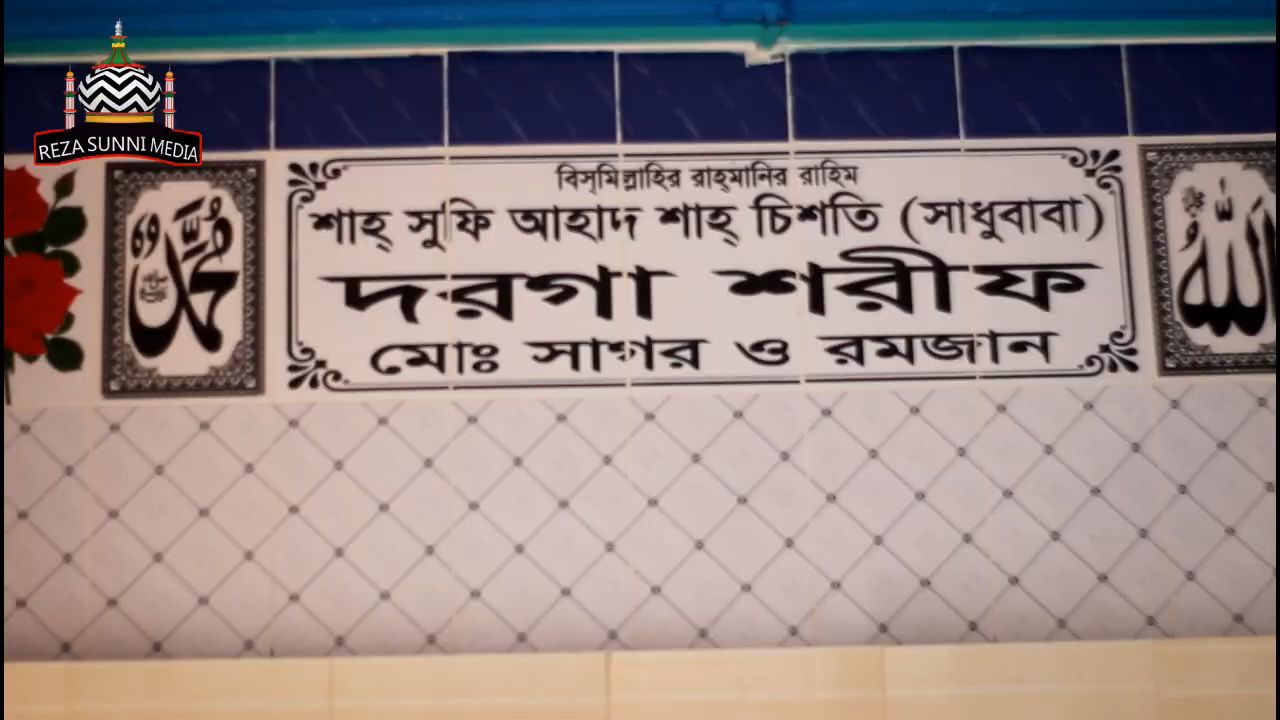 REZA SUNNI MEDIA
বিস্‌মিল্লাহির রাহ্‌মানির রাহিম
শাহ্ সুফি আহাদ শাহ্ চিশতি (সাধুবাবা)
দরগা শরীফ
মোঃ সাগর ও রমজান
محمد
الله